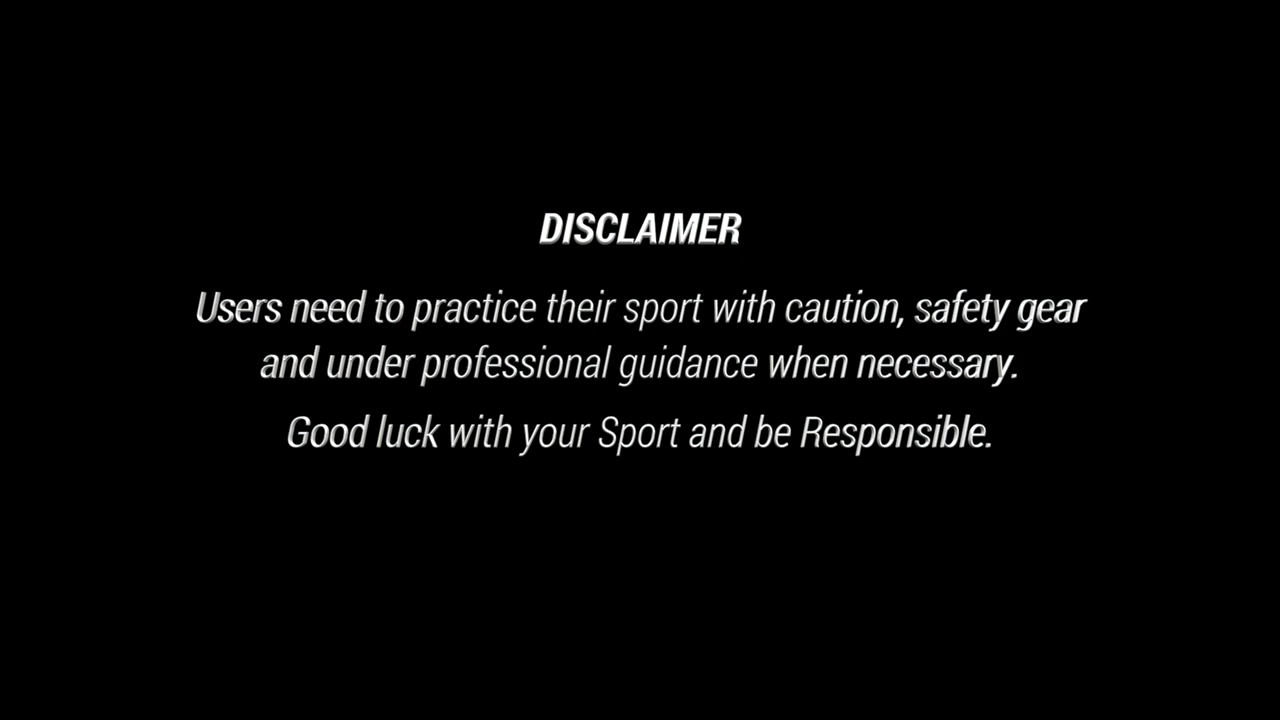 DISCLAIMER
Users need to practice their sport with caution, safety gear
and under professional guidance when necessary.
Good luck with your Sport and be Responsible.